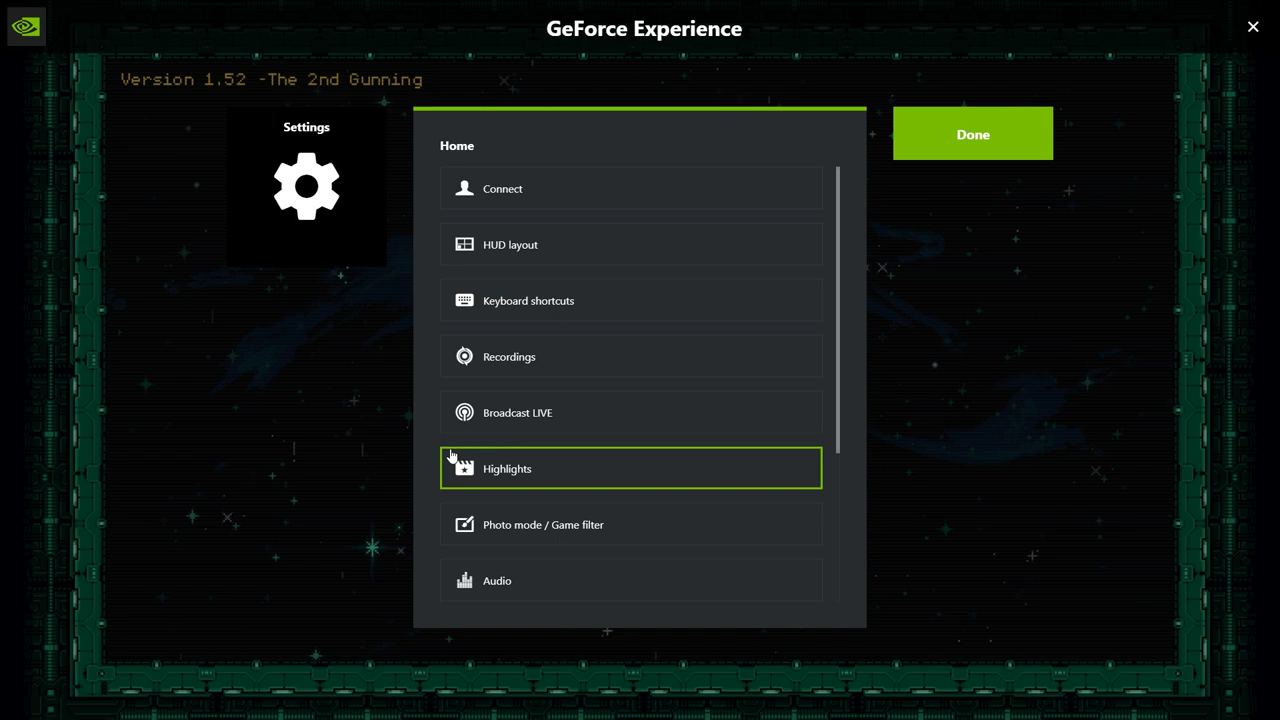 GeForce Experience
Version 1.52 -The 2nd Gunning
Settings
Home
Done
Connect
HUD layout
Keyboard shortcuts
Recordings
Broadcast LIVE
Highlights
Photo mode / Game filter
Audio